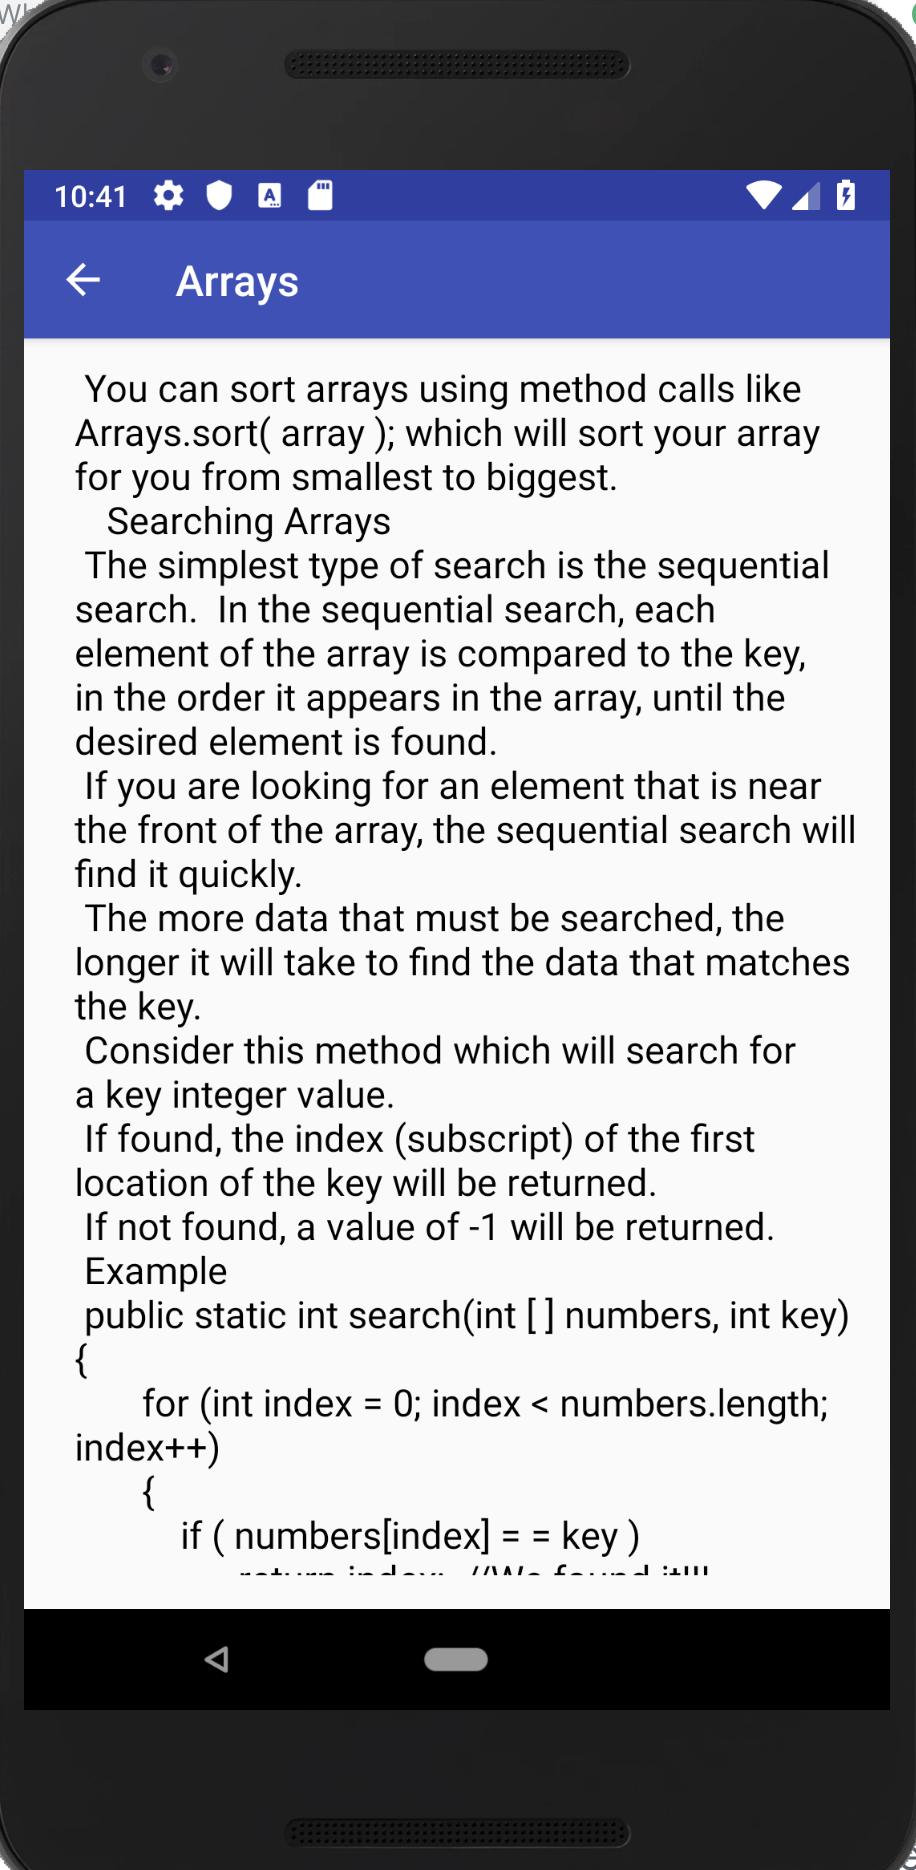 10:41
Arrays
You can sort arrays using method calls like
Arrays.sort( array ); which will sort your array
for you from smallest to biggest.
Searching Arrays
The simplest type of search is the sequential
search.  In the sequential search, each
element of the array is compared to the key,
in the order it appears in the array, until the
desired element is found.
If you are looking for an element that is near
the front of the array, the sequential search will
find it quickly.
The more data that must be searched, the
longer it will take to find the data that matches
the key.
Consider this method which will search for
a key integer value.
If found, the index (subscript) of the first
location of the key will be returned.
If not found, a value of -1 will be returned.
Example
public static int search(int [ ] numbers, int key)
{
for (int index = 0; index < numbers.length;
index++)
{
if ( numbers[index] = = key )
return index;  //We found it!!!